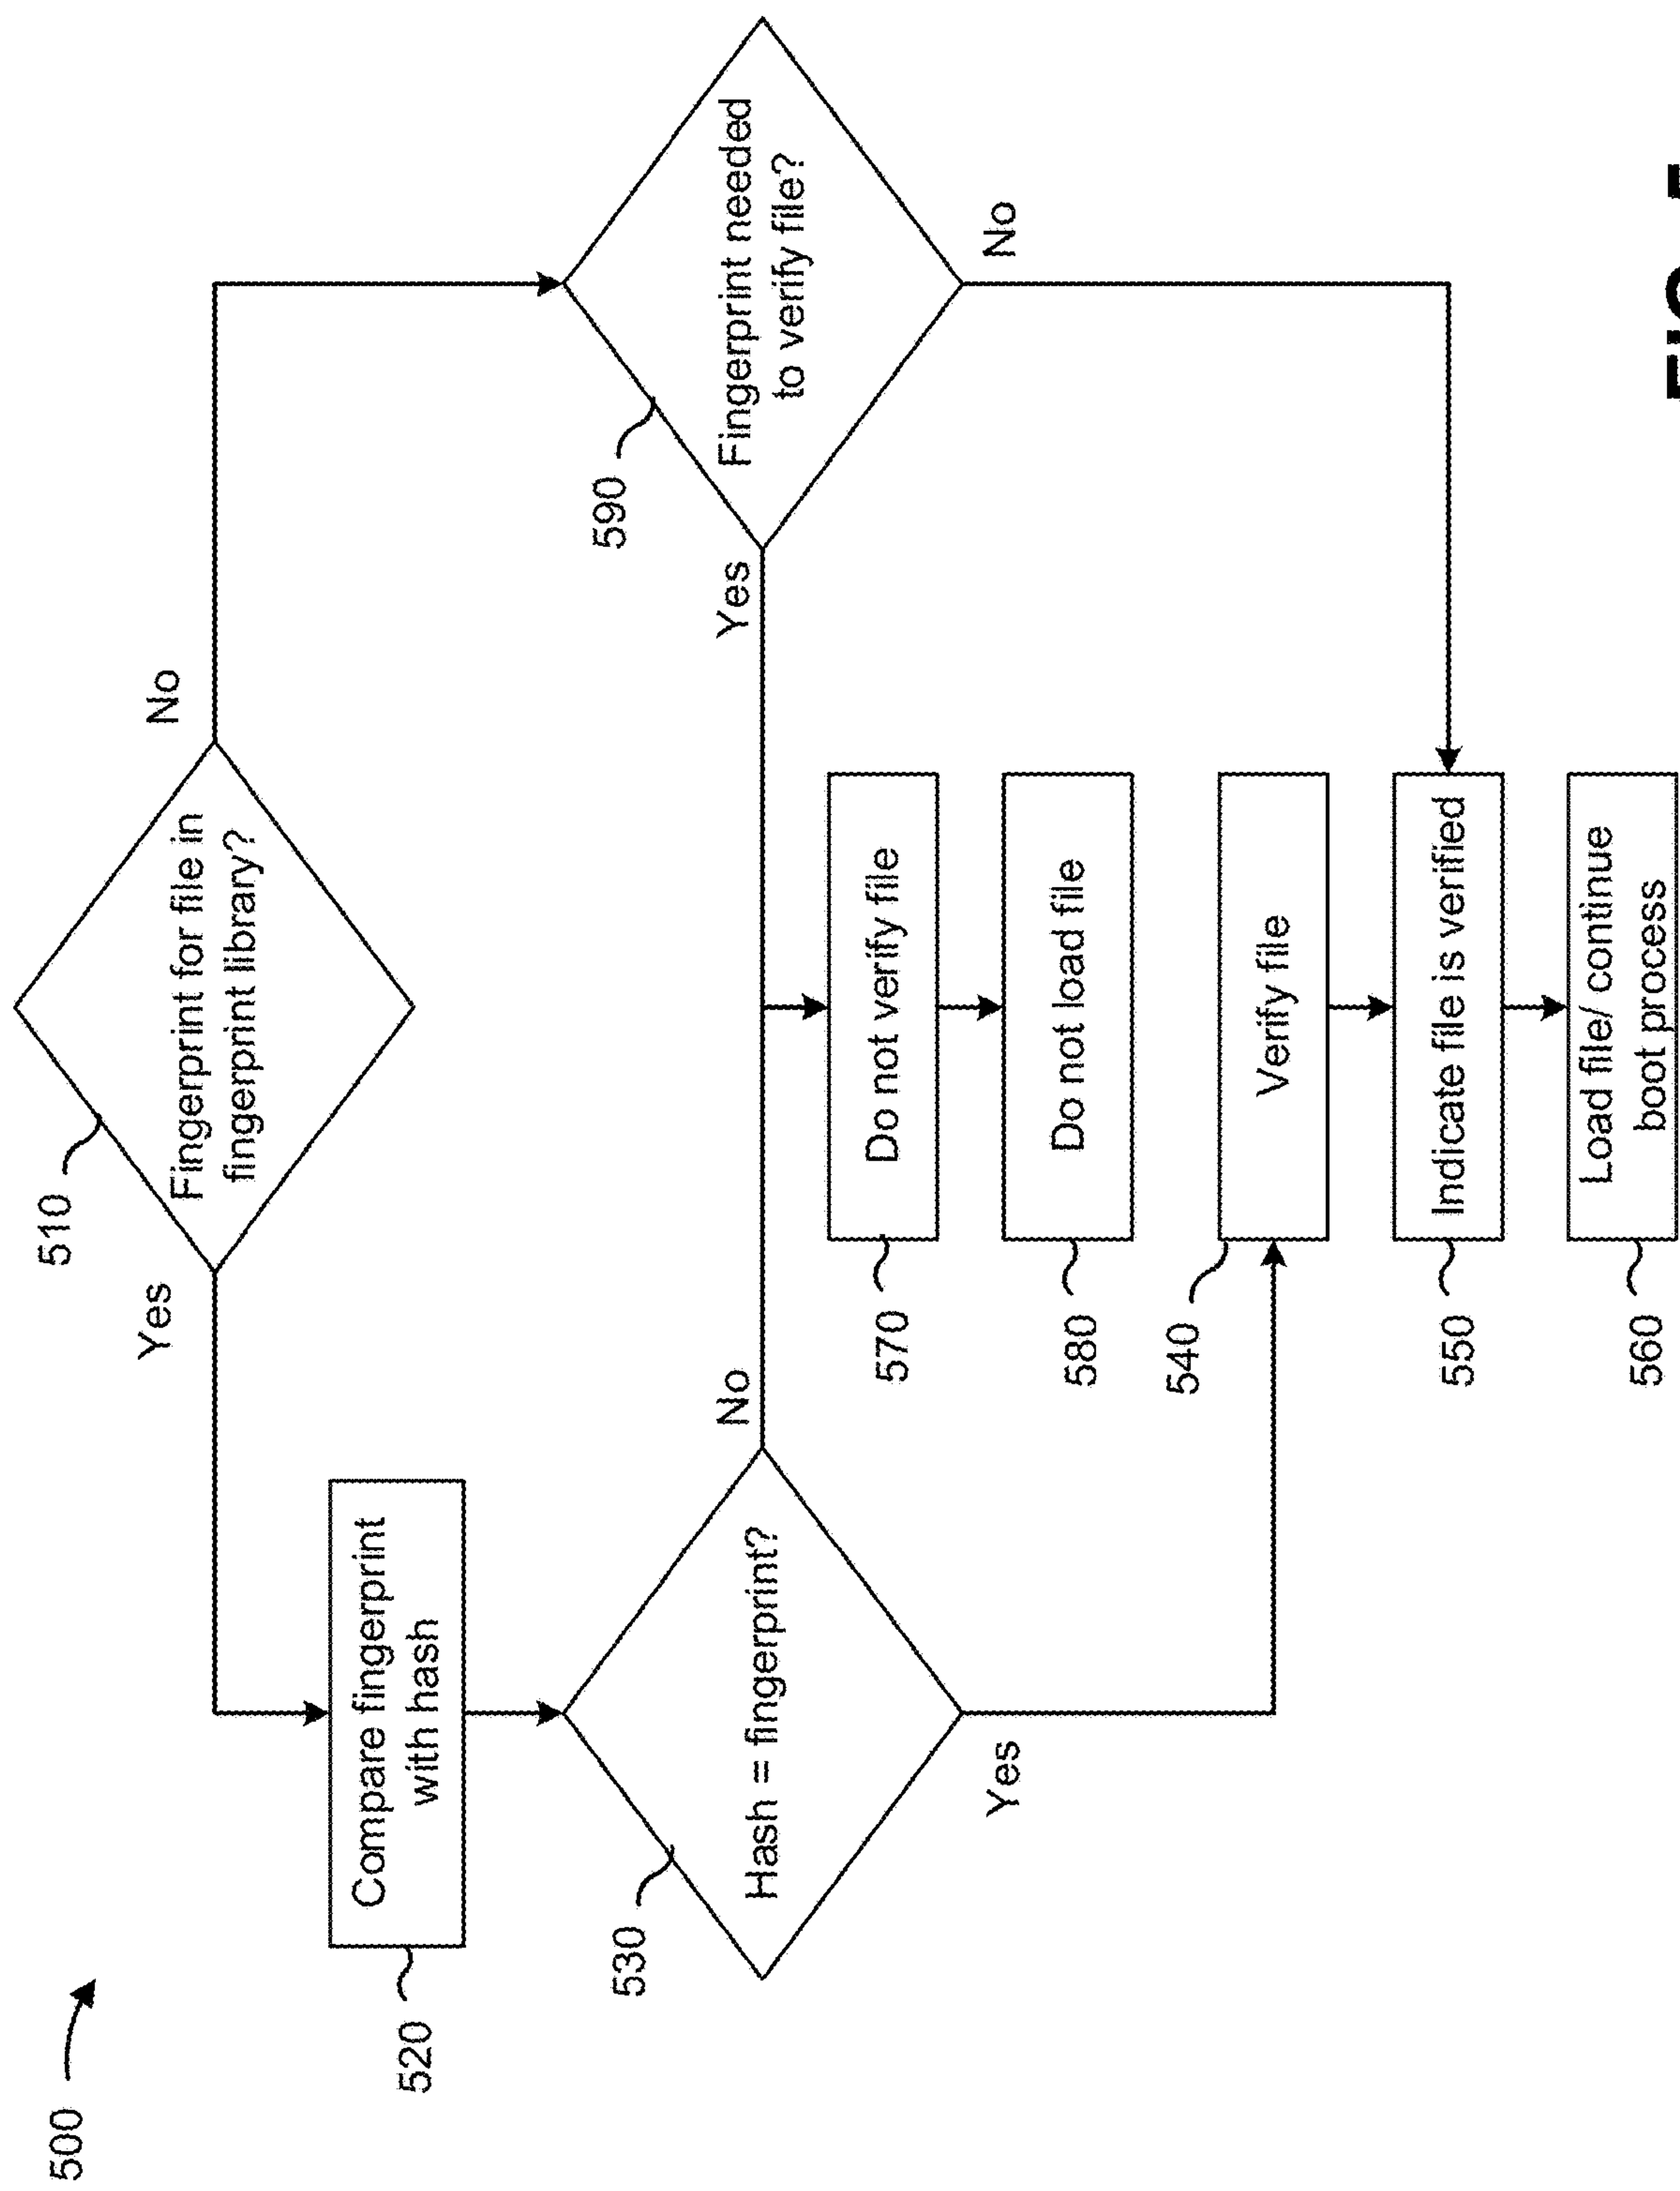 500
510
Fingerprint for file in
fingerprint library?
Yes
No
520
Compare fingerprint
with hash
590
Fingerprint needed
to verify file?
530
Hash = fingerprint?
No
Yes
Yes
No
570
Do not verify file
580
Do not load file
540
Verify file
550
Indicate file is verified
560
Load file/ continue
boot process